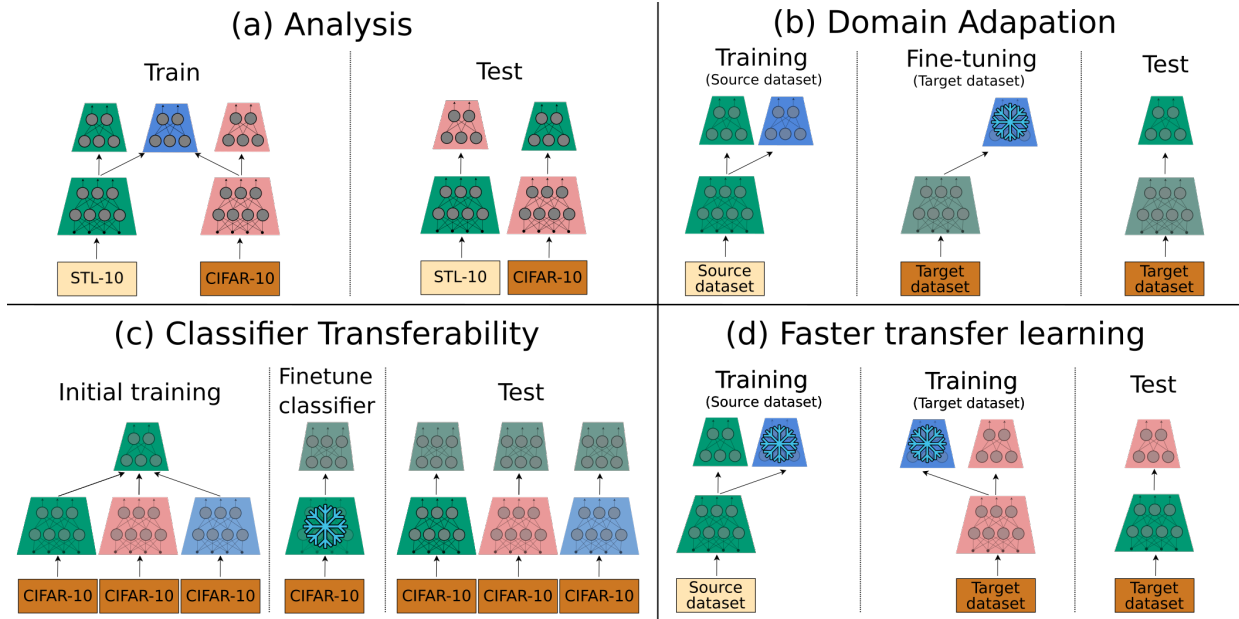 (a) Analysis
Train
Test
STL-10
CIFAR-10
STL-10
CIFAR-10
(b) Domain Adapation
Training
(Source dataset)
Fine-tuning
(Target dataset)
Test
Source
dataset
Target
dataset
Target
dataset
(c) Classifier Transferability
Initial training
Finetune
classifier
Test
CIFAR-10
CIFAR-10
CIFAR-10
CIFAR-10
CIFAR-10
CIFAR-10
CIFAR-10
(d) Faster transfer learning
Training
(Source dataset)
Training
(Target dataset)
Test
Source
dataset
Target
dataset
Target
dataset